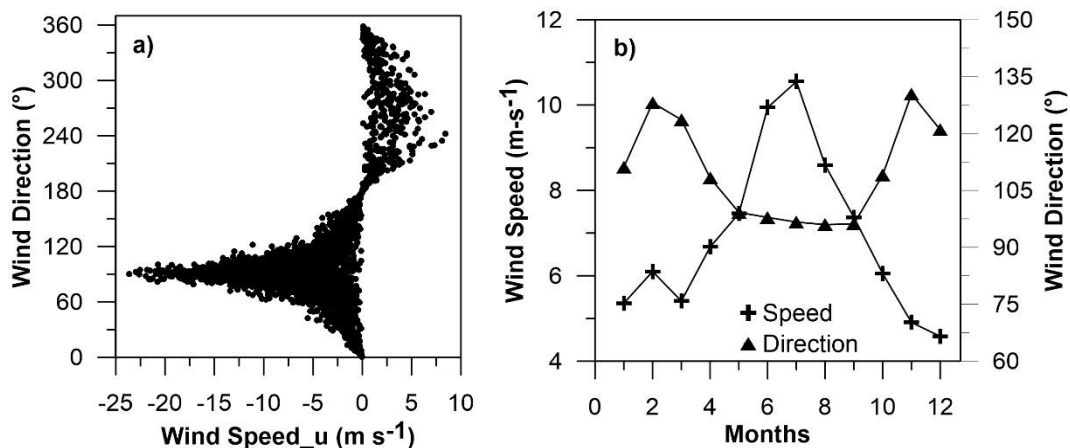 a)
Wind Direction (°)
360
300
240
180
120
60
0
-25 -20 -15 -10 -5 0 5 10
Wind Speed_u (m s-1)
b)
Wind Speed (m-s-1)
12
10
8
6
4
150
135
120
105
90
75
60
Wind Direction (°)
Speed
Direction
0 2 4 6 8 10 12
Months